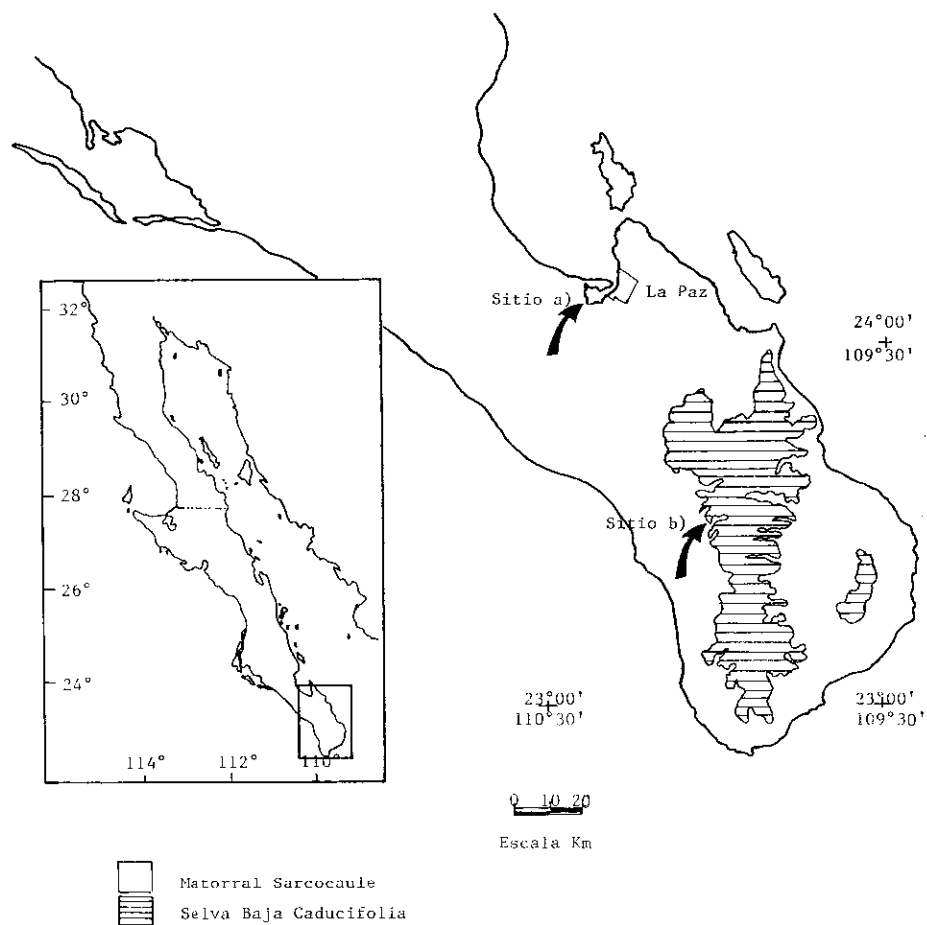 Sitio a)
La Paz
24°00'
109°30'
32°
30°
28°
26°
24°
114°
112°
110°
Sitio b)
23°00'
110°30'
23°00'
109°30'
0 10 20
Escala Km
Matorral Sarcocaule
Selva Baja Caducifolia